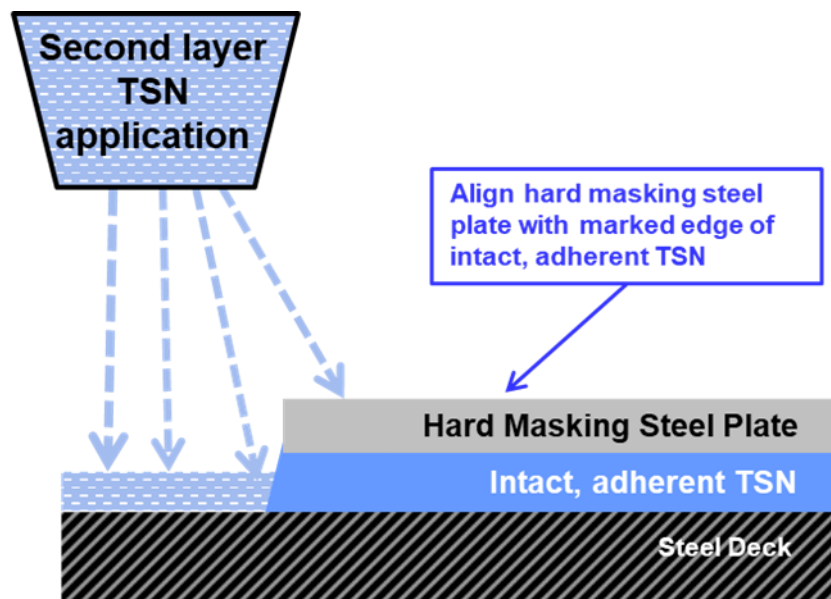 Second layer
TSN
application
Align hard masking steel
plate with marked edge of
intact, adherent TSN
Hard Masking Steel Plate
Intact, adherent TSN
Steel Deck